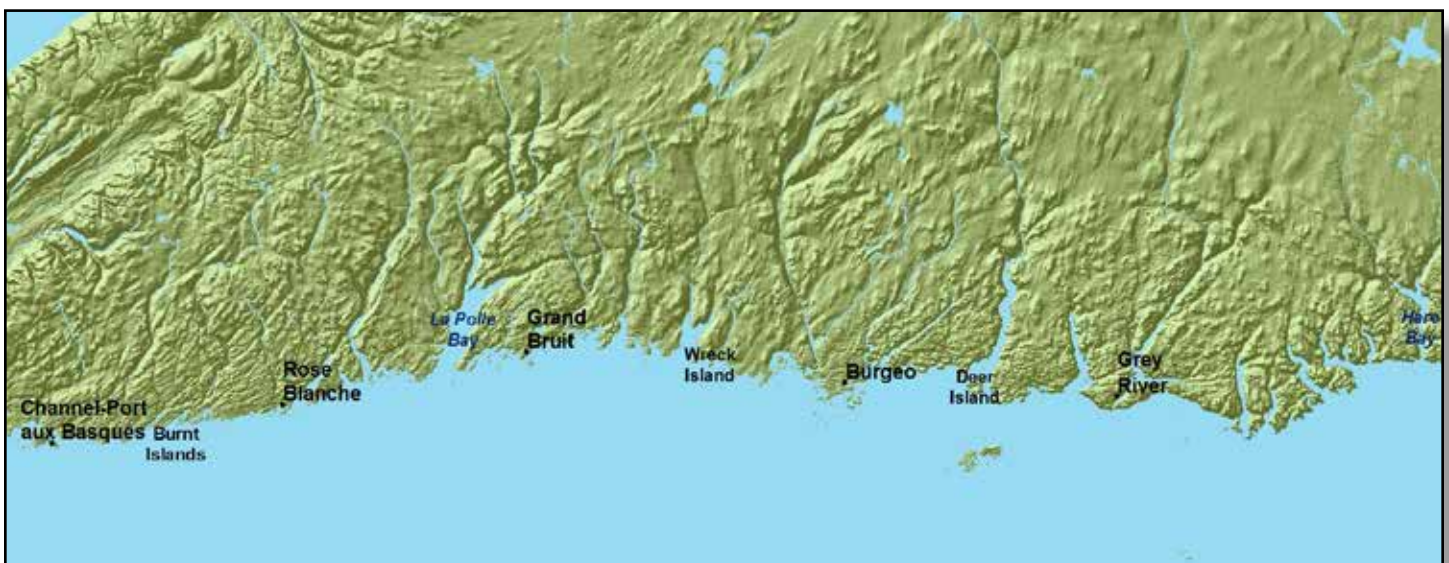 La Poile
Bay
Grand
Bruit
Hare
Bay
Wreck
Island
Grey
River
Rose
Blanche
Burgeo
Deer
Island
Channel-Port
aux Basques
Burnt
Islands